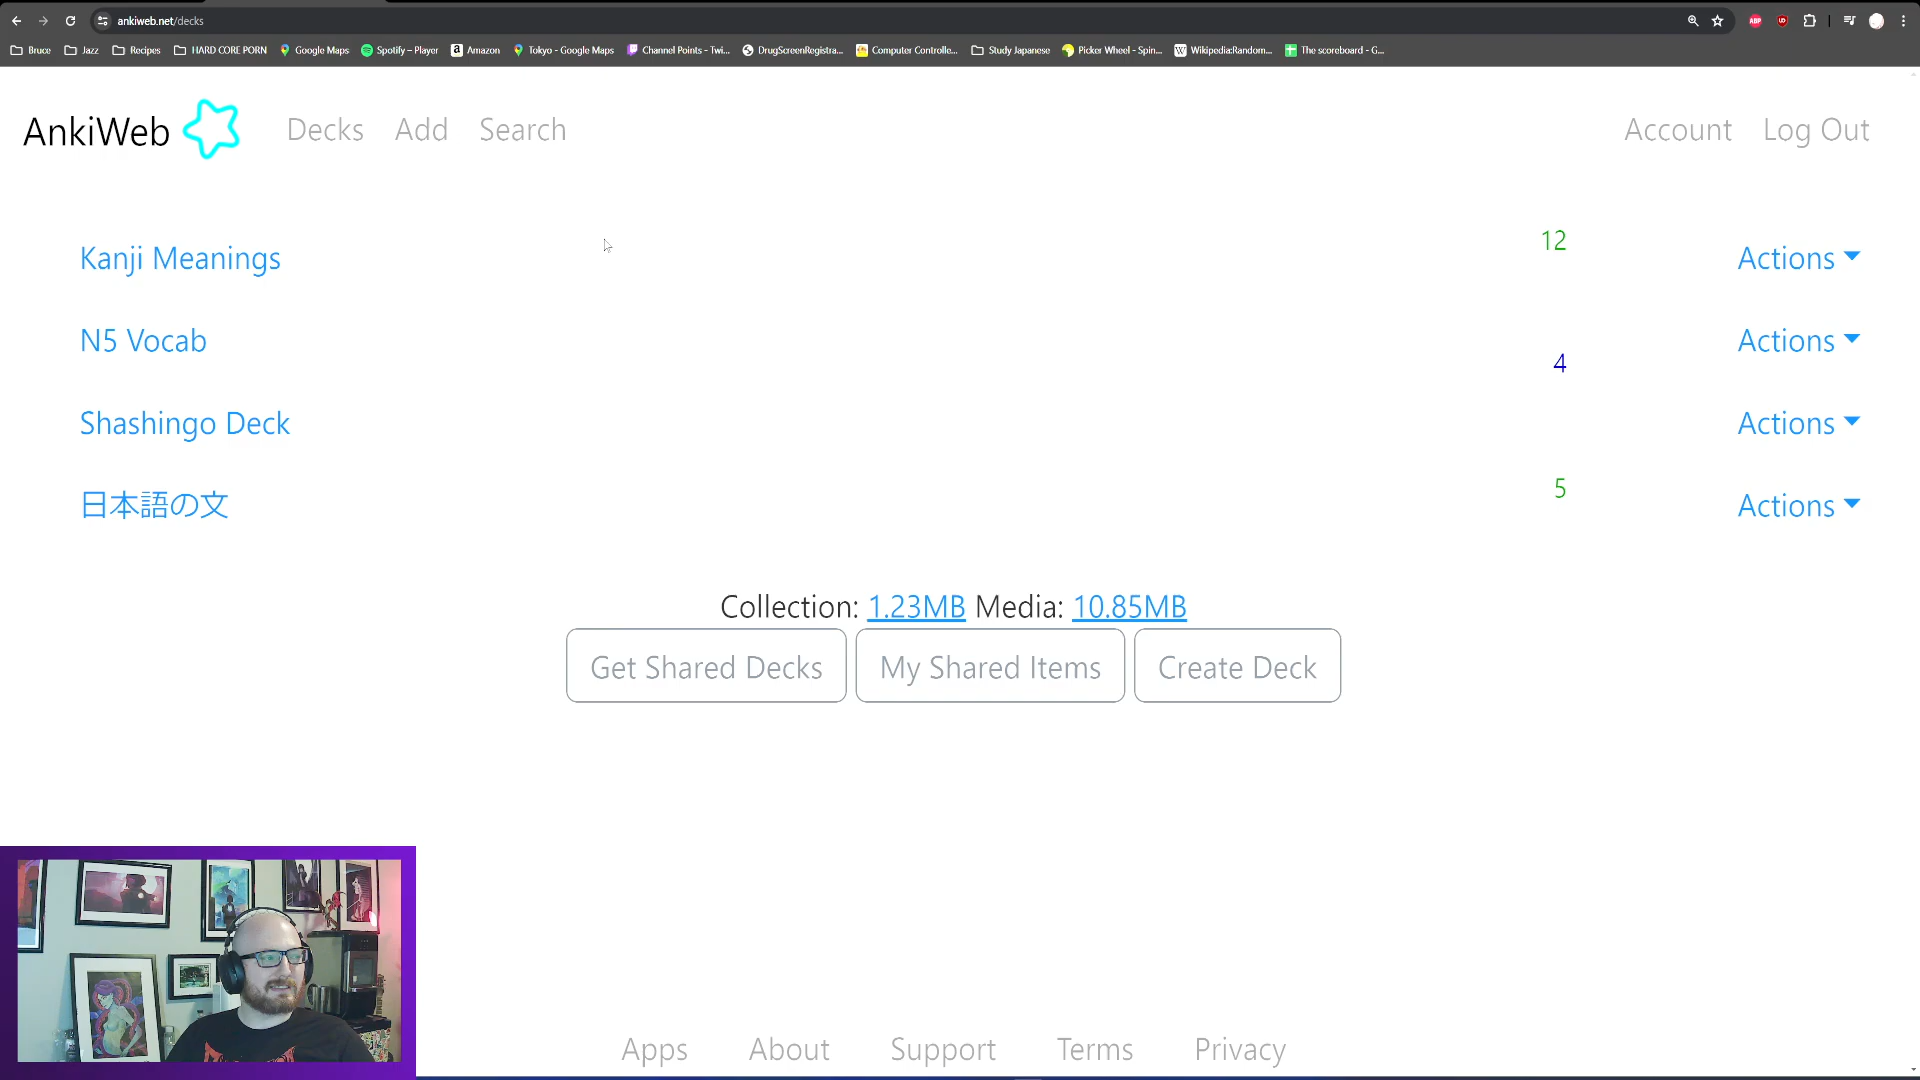 ankiweb.net/decks
Bruce Jazz Recipes HARD CORE PORN Google Maps Spotify – Player Amazon Tokyo - Google Maps Channel Points - Twi... DrugScreenRegistra... Computer Controlle... Study Japanese Picker Wheel - Spin... Wikipedia:Random... The scoreboard - G...
AnkiWeb Decks Add Search Account Log Out
Kanji Meanings 12 Actions
N5 Vocab 4 Actions
Shashingo Deck Actions
日本語の文 5 Actions
Collection: 1.23MB Media: 10.85MB
Get Shared Decks My Shared Items Create Deck
Apps About Support Terms Privacy